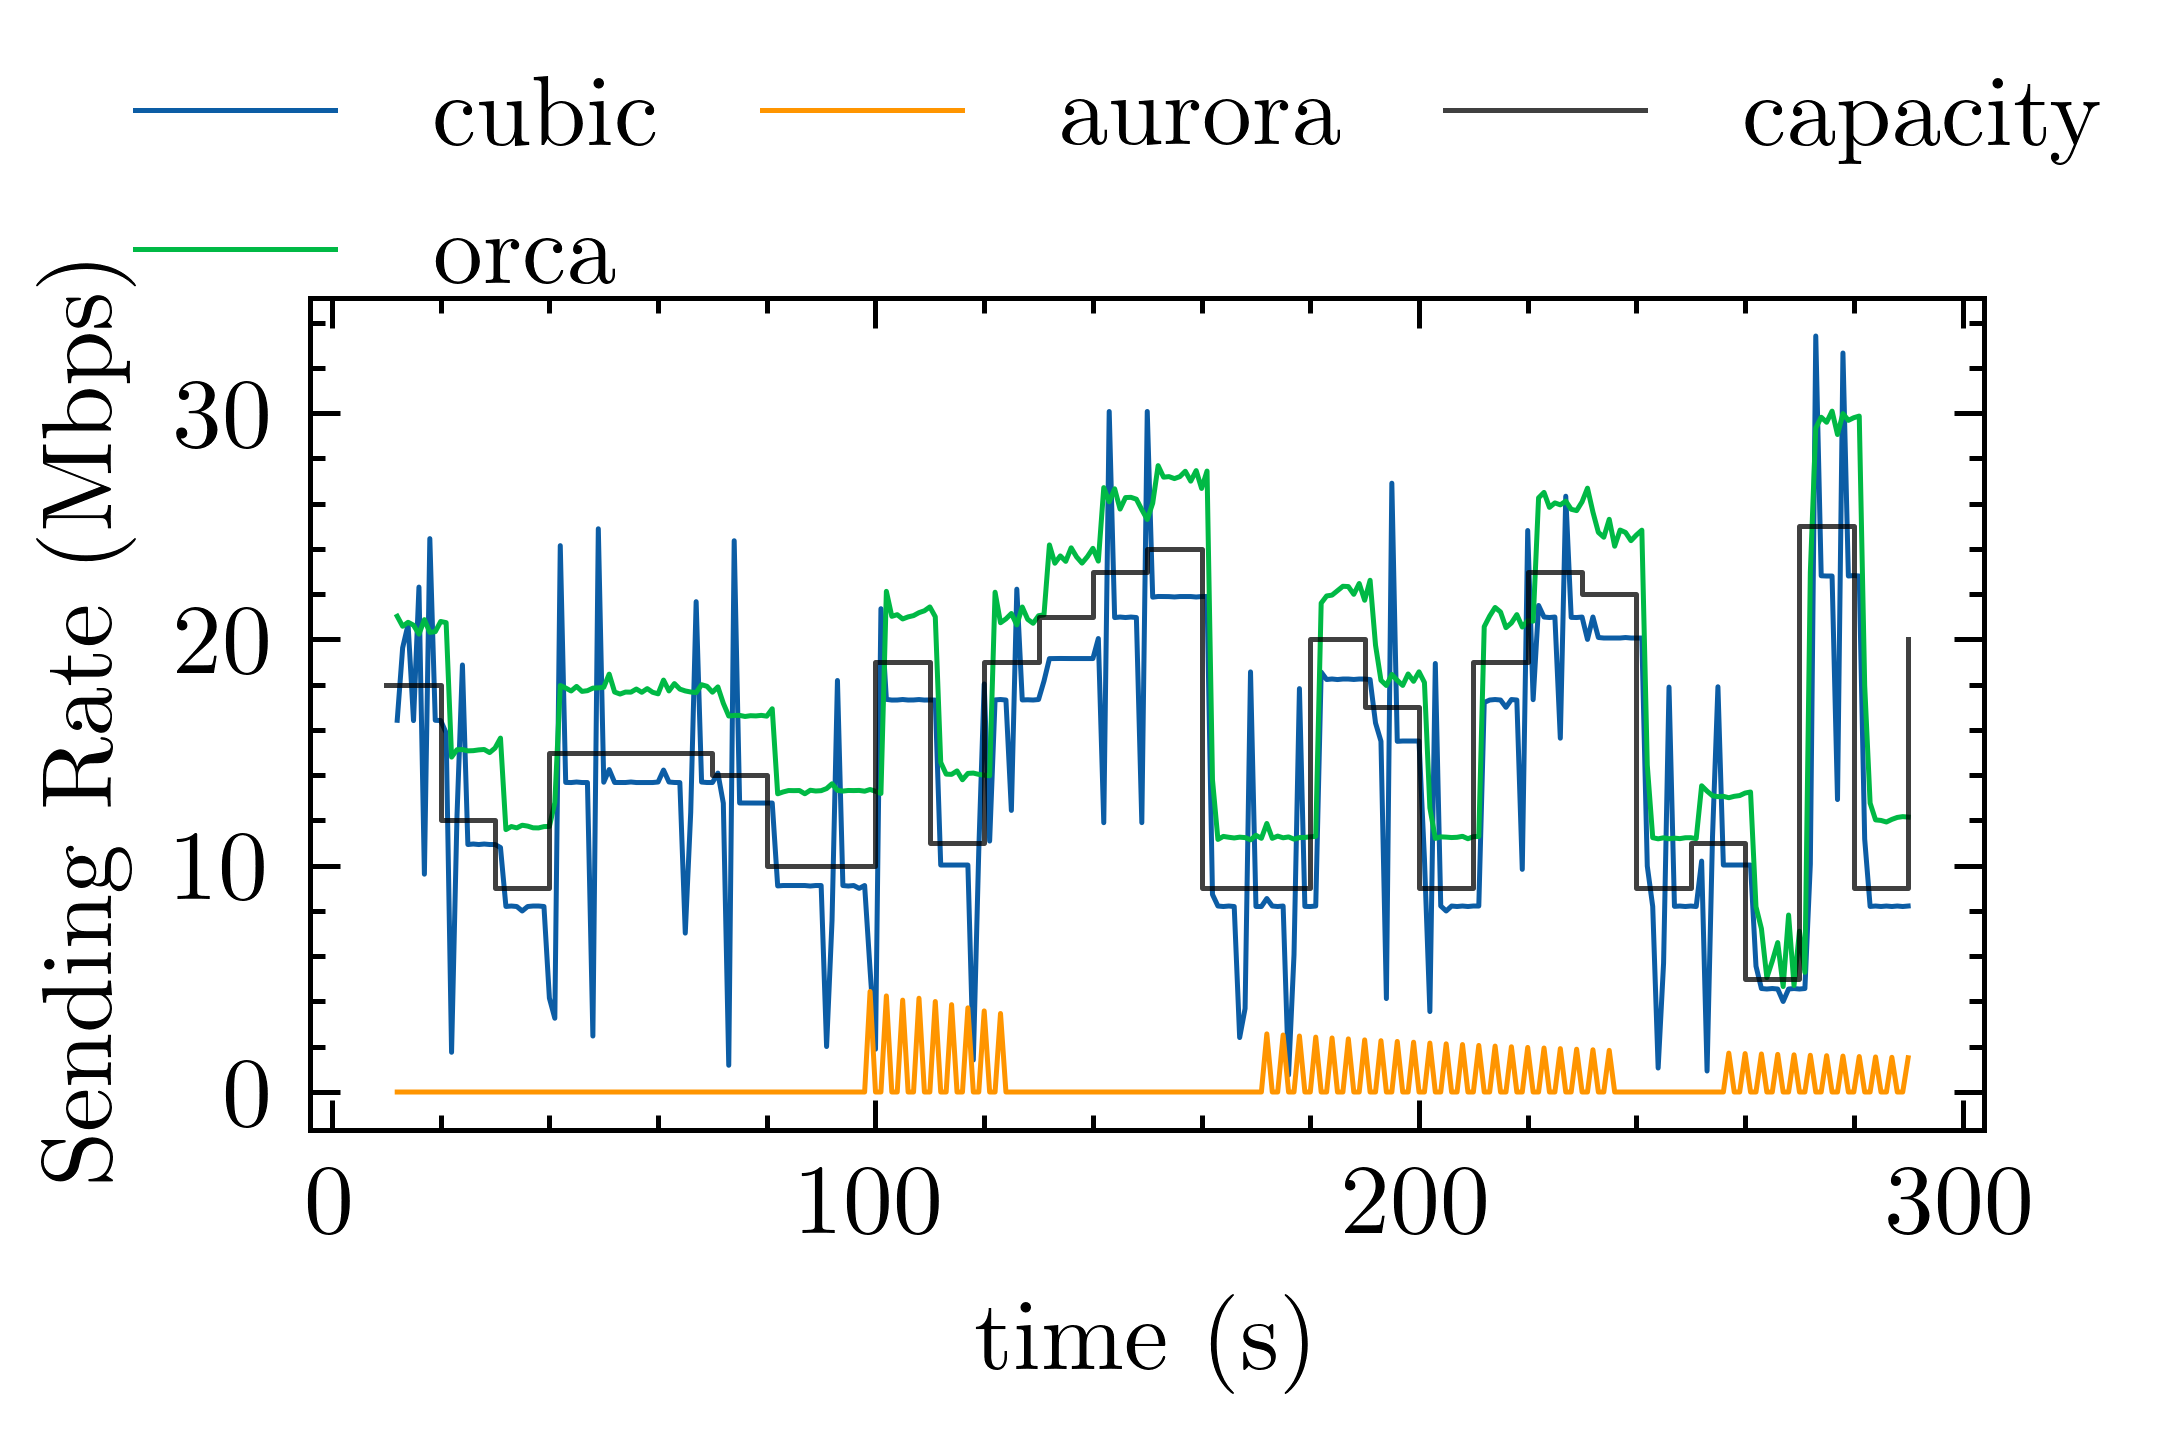 cubic aurora capacity
orca
Sending Rate (Mbps)
30
20
10
0
0 100 200 300
time (s)